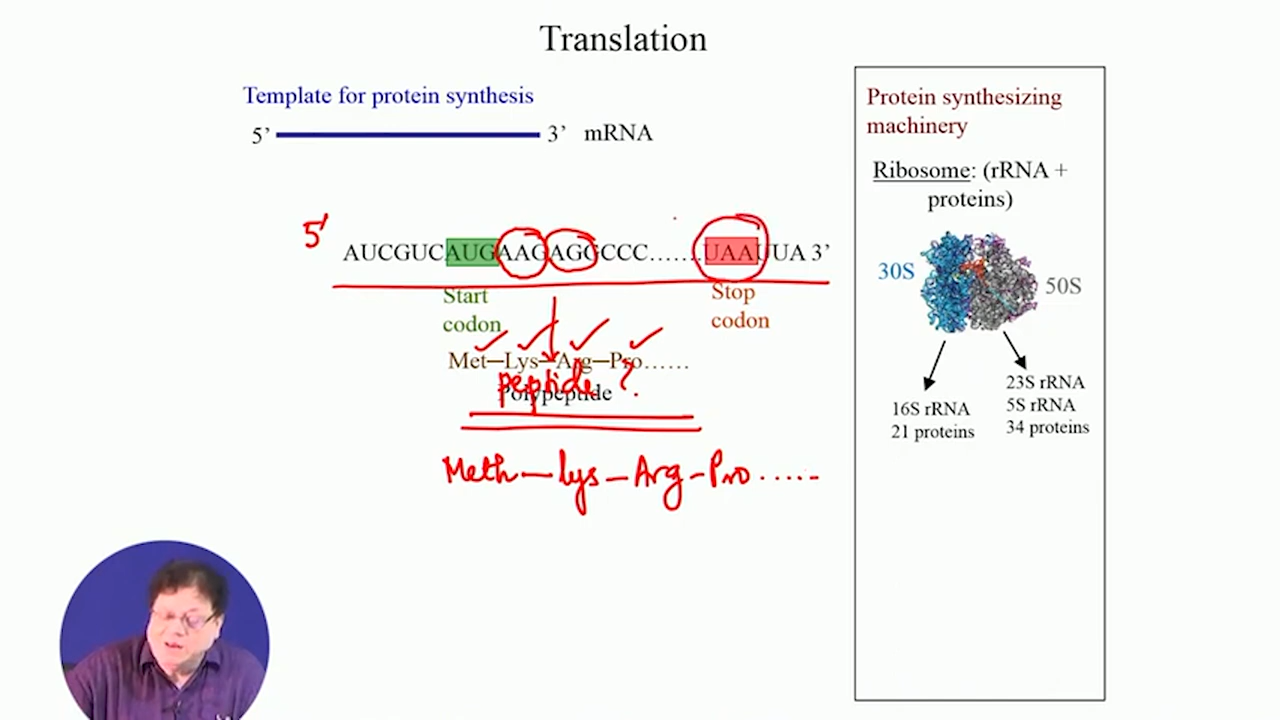 Translation
Template for protein synthesis
5’ 3’ mRNA
5'
AUCGUCAUGAAGAGGCCC.......UAAUUA 3’
Start
codon
Stop
codon
Met–Lys–Arg–Pro......
peptide ?
Polypeptide
Meth – Lys – Arg – Pro ......
Protein synthesizing
machinery
Ribosome: (rRNA +
proteins)
30S
50S
16S rRNA
21 proteins
23S rRNA
5S rRNA
34 proteins